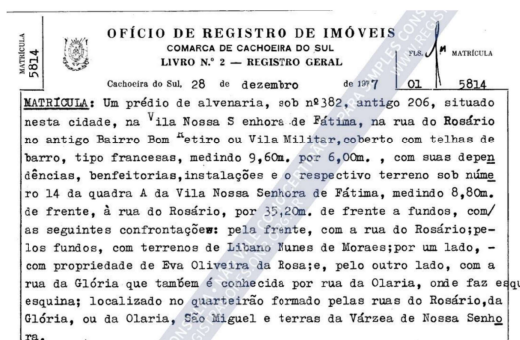 OFÍCIO DE REGISTRO DE IMÓVEIS
COMARCA DE CACHOEIRA DO SUL
LIVRO N.º 2 — REGISTRO GERAL
MATRÍCULA
5814
FLS.
MATRÍCULA
Cachoeira do Sul, 28 de dezembro de 1977
01
5814
MATRÍCULA: Um prédio de alvenaria, sob nº382, antigo 206, situado
nesta cidade, na Vila Nossa S enhora de Fátima, na rua do Rosário
no antigo Bairro Bom Retiro ou Vila Militar,coberto com telhas de
barro, tipo francesas, medindo 9,60m. por 6,00m. , com suas depen
dências, benfeitorias,instalações e o respectivo terreno sob núme
ro 14 da quadra A da Vila Nossa Senhora de Fátima, medindo 8,80m.
de frente, à rua do Rosário, por 35,20m. de frente a fundos, com/
as seguintes confrontações: pela frente, com a rua do Rosário;pe-
los fundos, com terrenos de Libano Nunes de Moraes;por um lado, -
com propriedade de Eva Oliveira da Rosa;e, pelo outro lado, com a
rua da Glória que também é conhecida por rua da Olaria, onde faz esqu
esquina; localizado no quarteirão formado pelas ruas do Rosário,da
Glória, ou da Olaria, São Miguel e terras da Várzea de Nossa Senho
ra.